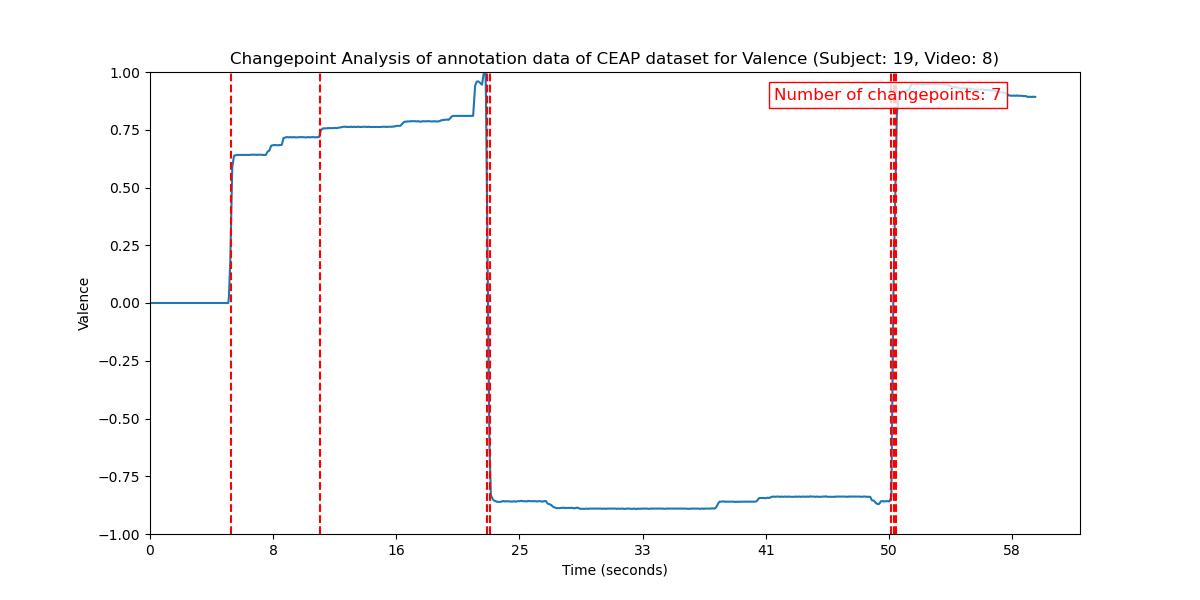 Changepoint Analysis of annotation data of CEAP dataset for Valence (Subject: 19, Video: 8)
Number of changepoints: 7
1.00
0.75
0.50
0.25
0.00
−0.25
−0.50
−0.75
−1.00
Valence
0 8 16 25 33 41 50 58
Time (seconds)